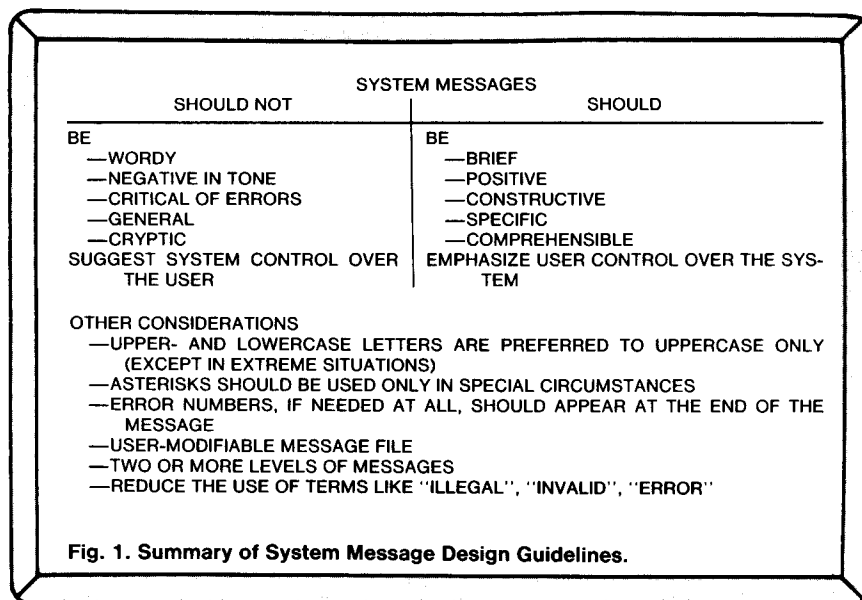 SYSTEM MESSAGES
SHOULD NOT SHOULD
BE BE
—WORDY —BRIEF
—NEGATIVE IN TONE —POSITIVE
—CRITICAL OF ERRORS —CONSTRUCTIVE
—GENERAL —SPECIFIC
—CRYPTIC —COMPREHENSIBLE
SUGGEST SYSTEM CONTROL OVER EMPHASIZE USER CONTROL OVER THE SYS-
THE USER TEM
OTHER CONSIDERATIONS
—UPPER- AND LOWERCASE LETTERS ARE PREFERRED TO UPPERCASE ONLY
(EXCEPT IN EXTREME SITUATIONS)
—ASTERISKS SHOULD BE USED ONLY IN SPECIAL CIRCUMSTANCES
—ERROR NUMBERS, IF NEEDED AT ALL, SHOULD APPEAR AT THE END OF THE
MESSAGE
—USER-MODIFIABLE MESSAGE FILE
—TWO OR MORE LEVELS OF MESSAGES
—REDUCE THE USE OF TERMS LIKE "ILLEGAL", "INVALID", "ERROR"
Fig. 1. Summary of System Message Design Guidelines.